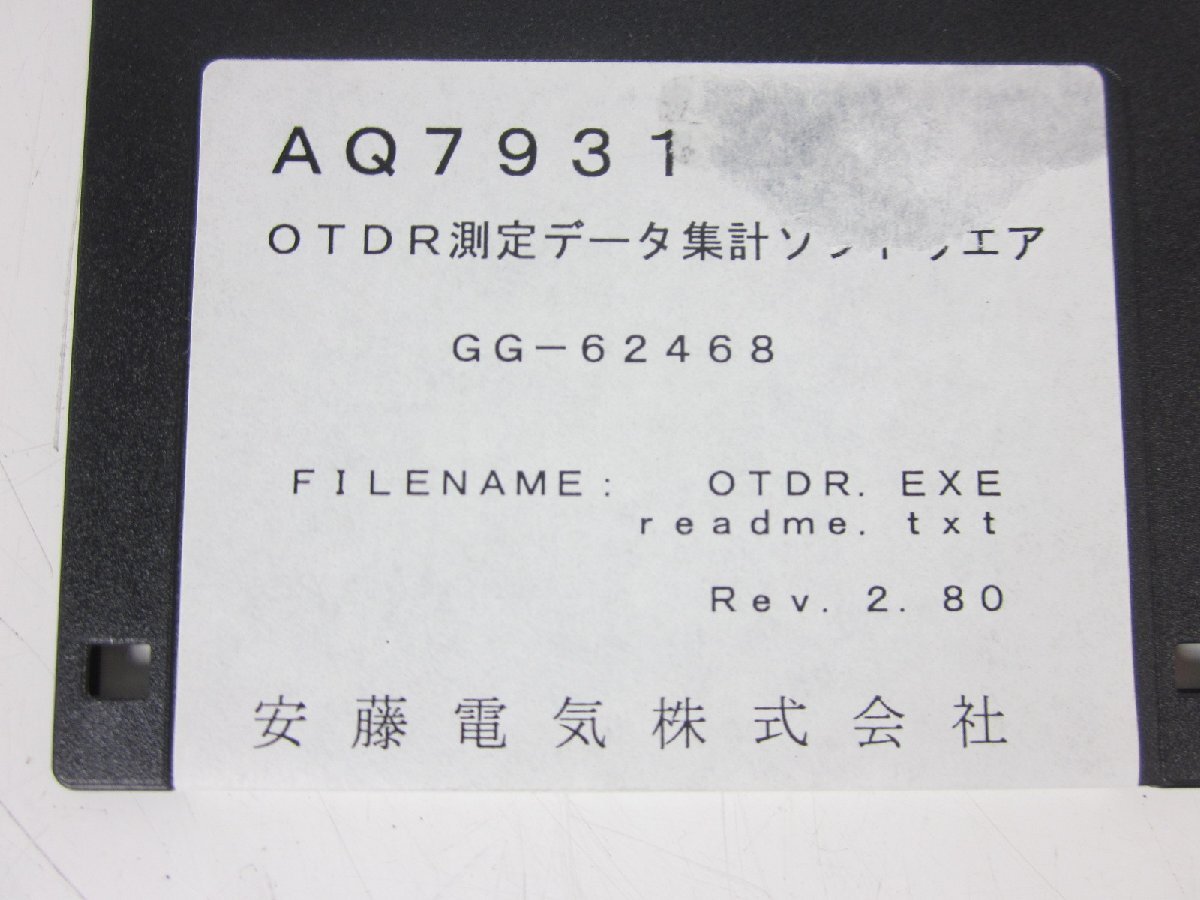 AQ7931
OTDR測定データ集計ソフトウエア
GG-62468
FILENAME: OTDR. EXE
readme. txt
Rev. 2. 80
安藤電気株式会社